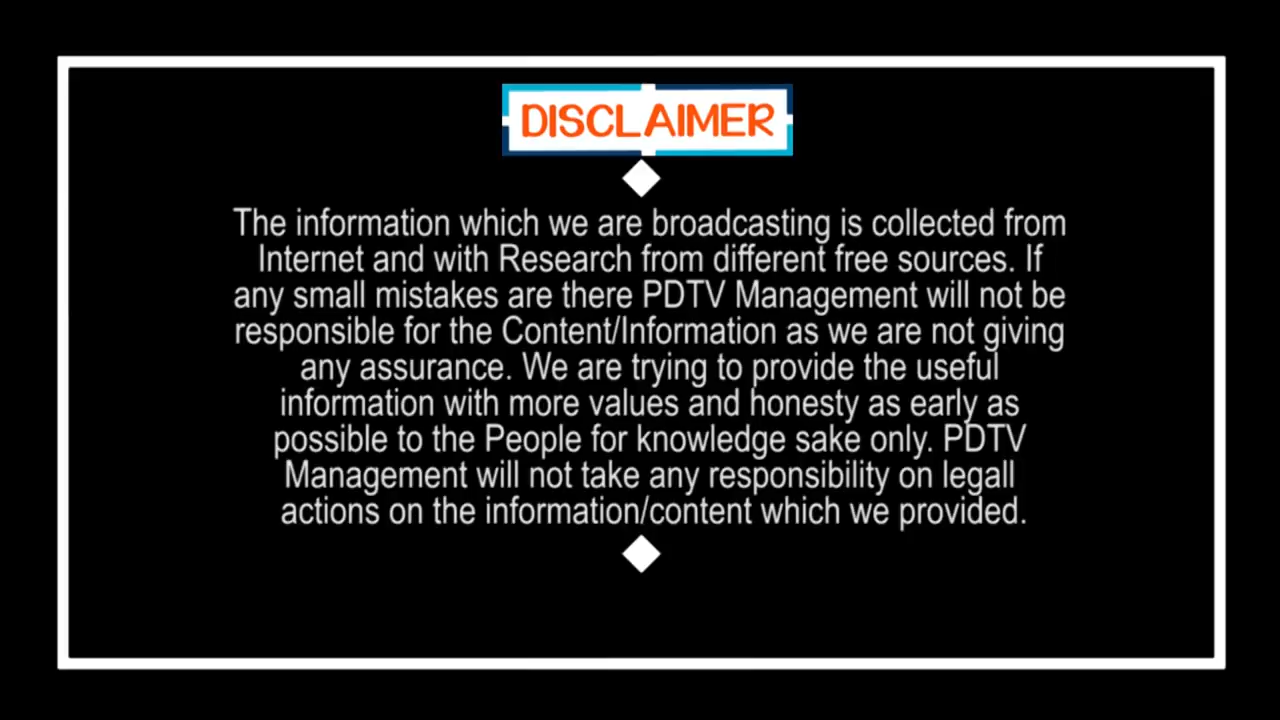 DISCLAIMER
The information which we are broadcasting is collected from
Internet and with Research from different free sources. If
any small mistakes are there PDTV Management will not be
responsible for the Content/Information as we are not giving
any assurance. We are trying to provide the useful
information with more values and honesty as early as
possible to the People for knowledge sake only. PDTV
Management will not take any responsibility on legall
actions on the information/content which we provided.